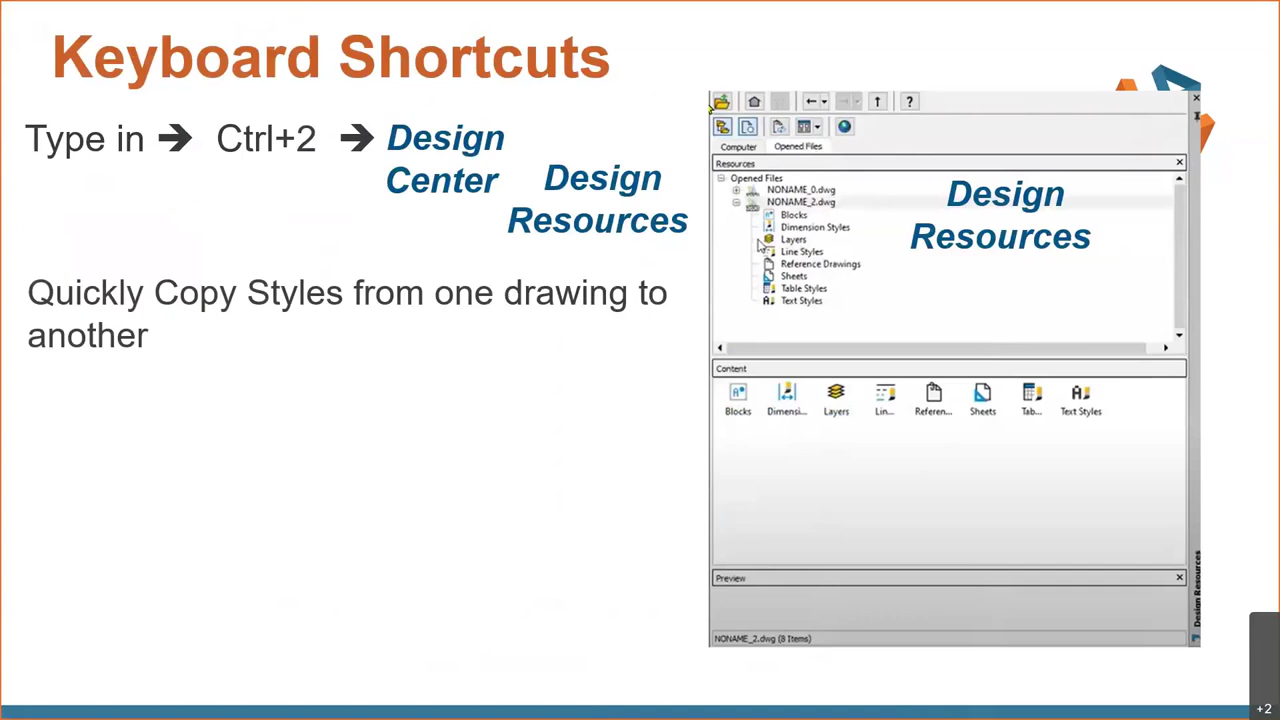 Keyboard Shortcuts
Type in ➔ Ctrl+2 ➔ Design
Center
Design
Resources
Quickly Copy Styles from one drawing to
another
Computer
Opened Files
Resources
Opened Files
NONAME_0.dwg
NONAME_2.dwg
Blocks
Dimension Styles
Layers
Line Styles
Reference Drawings
Sheets
Table Styles
Text Styles
Design
Resources
Content
Blocks
Dimensi...
Layers
Lin...
Referen...
Sheets
Tab...
Text Styles
Preview
NONAME_2.dwg (8 Items)
Design Resources
+2